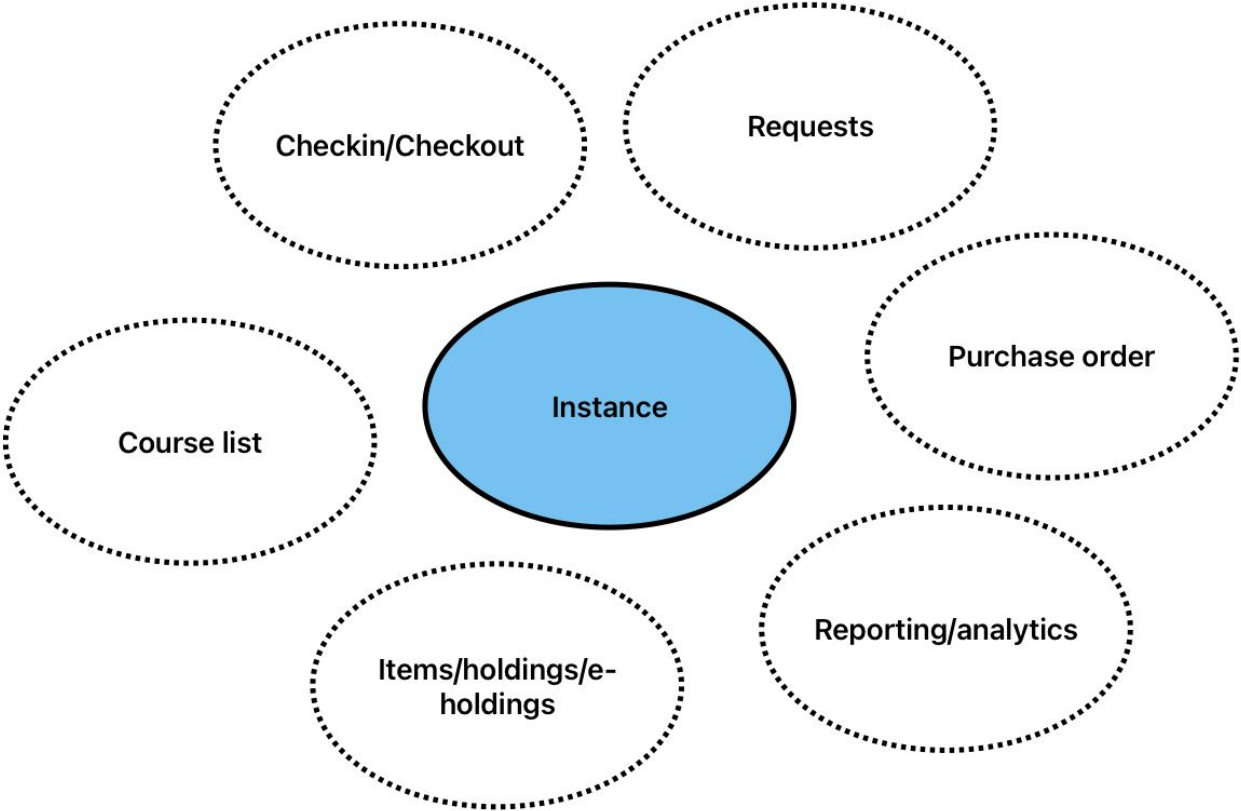 Checkin/Checkout
Requests
Purchase order
Instance
Course list
Reporting/analytics
Items/holdings/e-
holdings